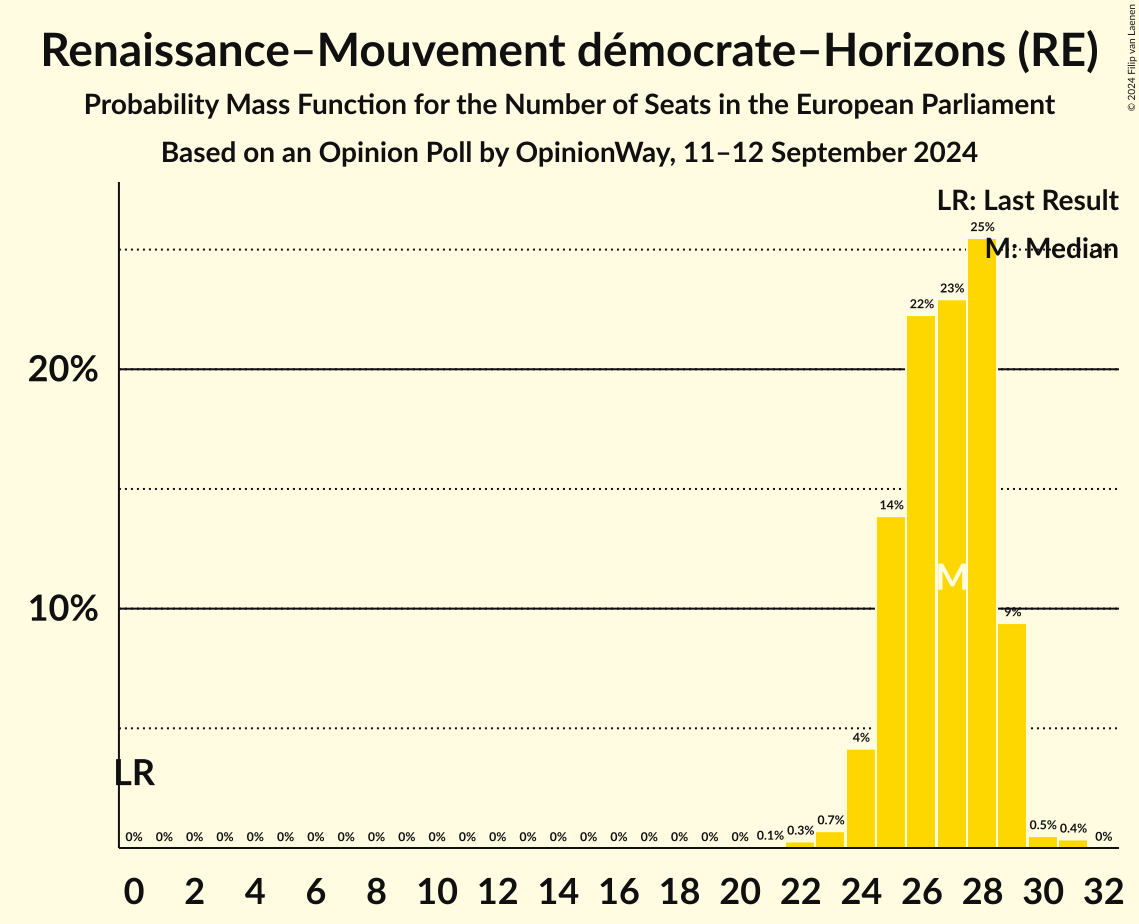 Renaissance–Mouvement démocrate–Horizons (RE)
Probability Mass Function for the Number of Seats in the European Parliament
Based on an Opinion Poll by OpinionWay, 11–12 September 2024
© 2024 Filip van Laenen
LR: Last Result
M: Median
25%
23%
22%
20%
14%
M
10%
9%
4%
LR
0% 0% 0% 0% 0% 0% 0% 0% 0% 0% 0% 0% 0% 0% 0% 0% 0% 0% 0% 0% 0% 0.1% 0.3% 0.7% 0.5% 0.4% 0%
0 2 4 6 8 10 12 14 16 18 20 22 24 26 28 30 32